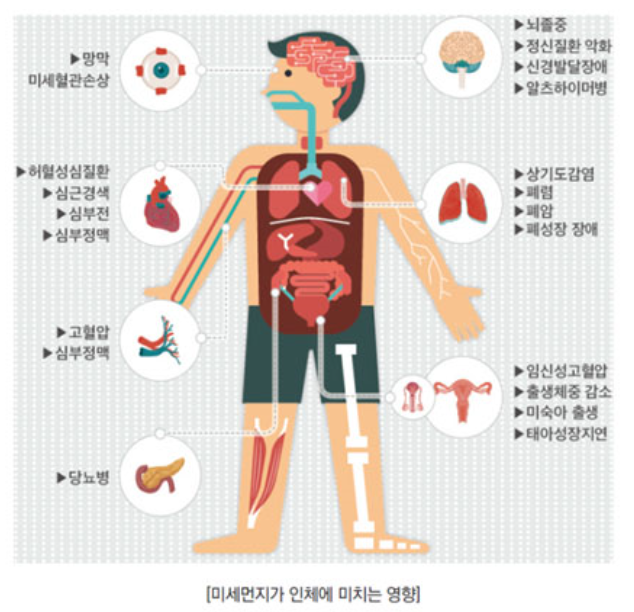 ▶망막
미세혈관손상
▶허혈성심질환
▶심근경색
▶심부전
▶심부정맥
▶고혈압
▶심부정맥
▶당뇨병
▶뇌졸중
▶정신질환 악화
▶신경발달장애
▶알츠하이머병
▶상기도감염
▶폐렴
▶폐암
▶폐성장 장애
▶임신성고혈압
▶출생체중 감소
▶미숙아 출생
▶태아성장지연
[미세먼지가 인체에 미치는 영향]